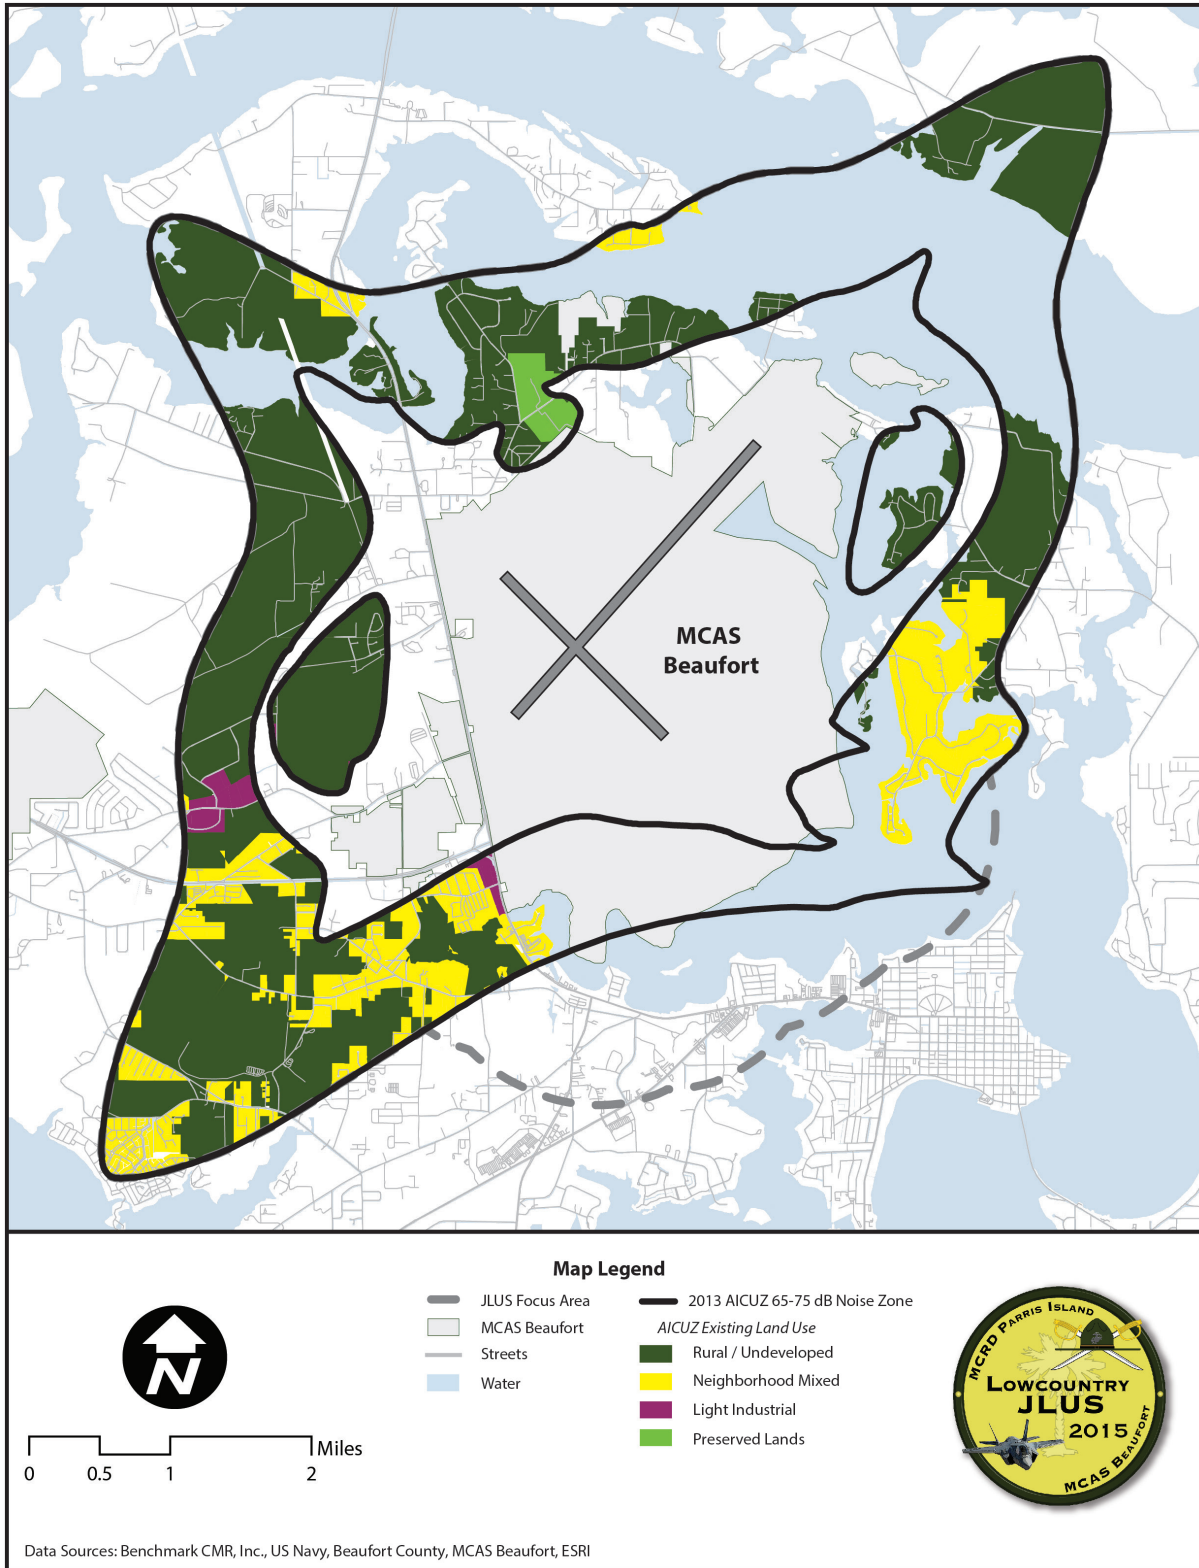 MCAS
Beaufort
Map Legend
JLUS Focus Area
MCAS Beaufort
Streets
Water
2013 AICUZ 65-75 dB Noise Zone
AICUZ Existing Land Use
Rural / Undeveloped
Neighborhood Mixed
Light Industrial
Preserved Lands
N
Miles
0 0.5 1 2
MCRD PARRIS ISLAND
LOWCOUNTRY
JLUS
2015
MCAS BEAUFORT
Data Sources: Benchmark CMR, Inc., US Navy, Beaufort County, MCAS Beaufort, ESRI